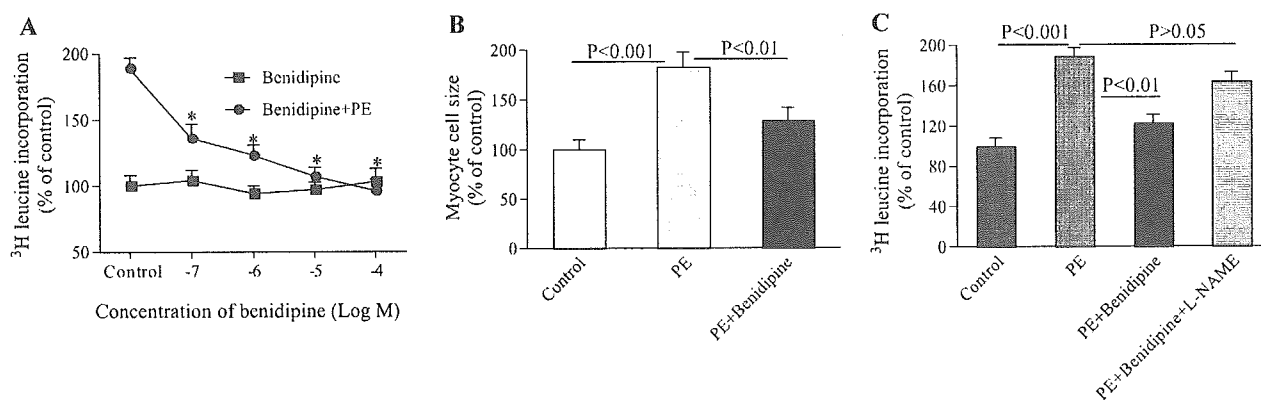 A
³H leucine incorporation
(% of control)
200
150
100
50
Benidipine
Benidipine+PE
*
*
*
*
Control
-7
-6
-5
-4
Concentration of benidipine (Log M)
B
Myocyte cell size
(% of control)
200
150
100
50
0
P<0.001
P<0.01
Control
PE
PE+Benidipine
C
³H leucine incorporation
(% of control)
200
160
120
80
40
0
P<0.001
P>0.05
P<0.01
Control
PE
PE+Benidipine
PE+Benidipine+L-NAME